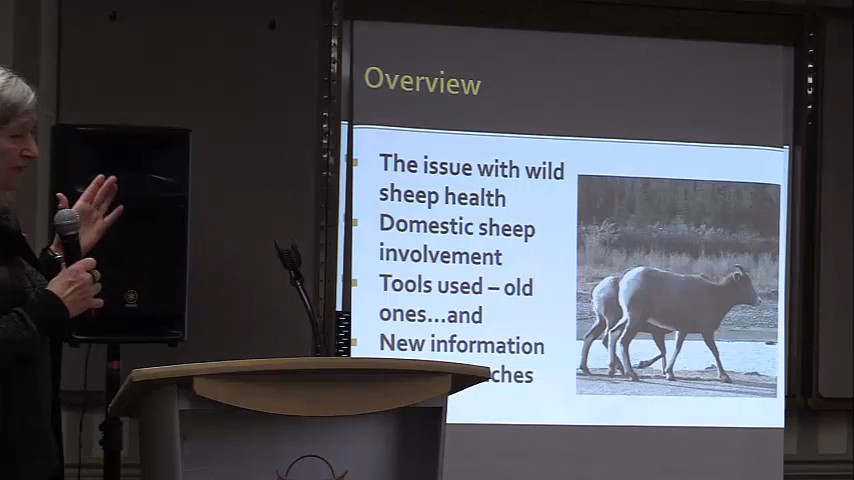 Overview
The issue with wild
sheep health
Domestic sheep
involvement
Tools used – old
ones...and
New information